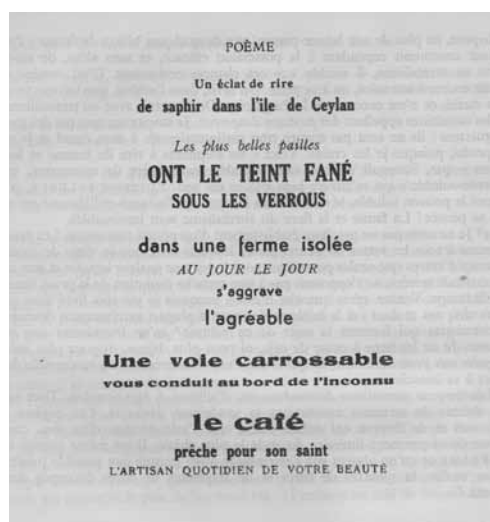 POÈME
Un éclat de rire
de saphir dans l'île de Ceylan
Les plus belles pailles
ONT LE TEINT FANÉ
SOUS LES VERROUS
dans une ferme isolée
AU JOUR LE JOUR
s'aggrave
l'agréable
Une voie carrossable
vous conduit au bord de l'inconnu
le café
prêche pour son saint
L'ARTISAN QUOTIDIEN DE VOTRE BEAUTÉ